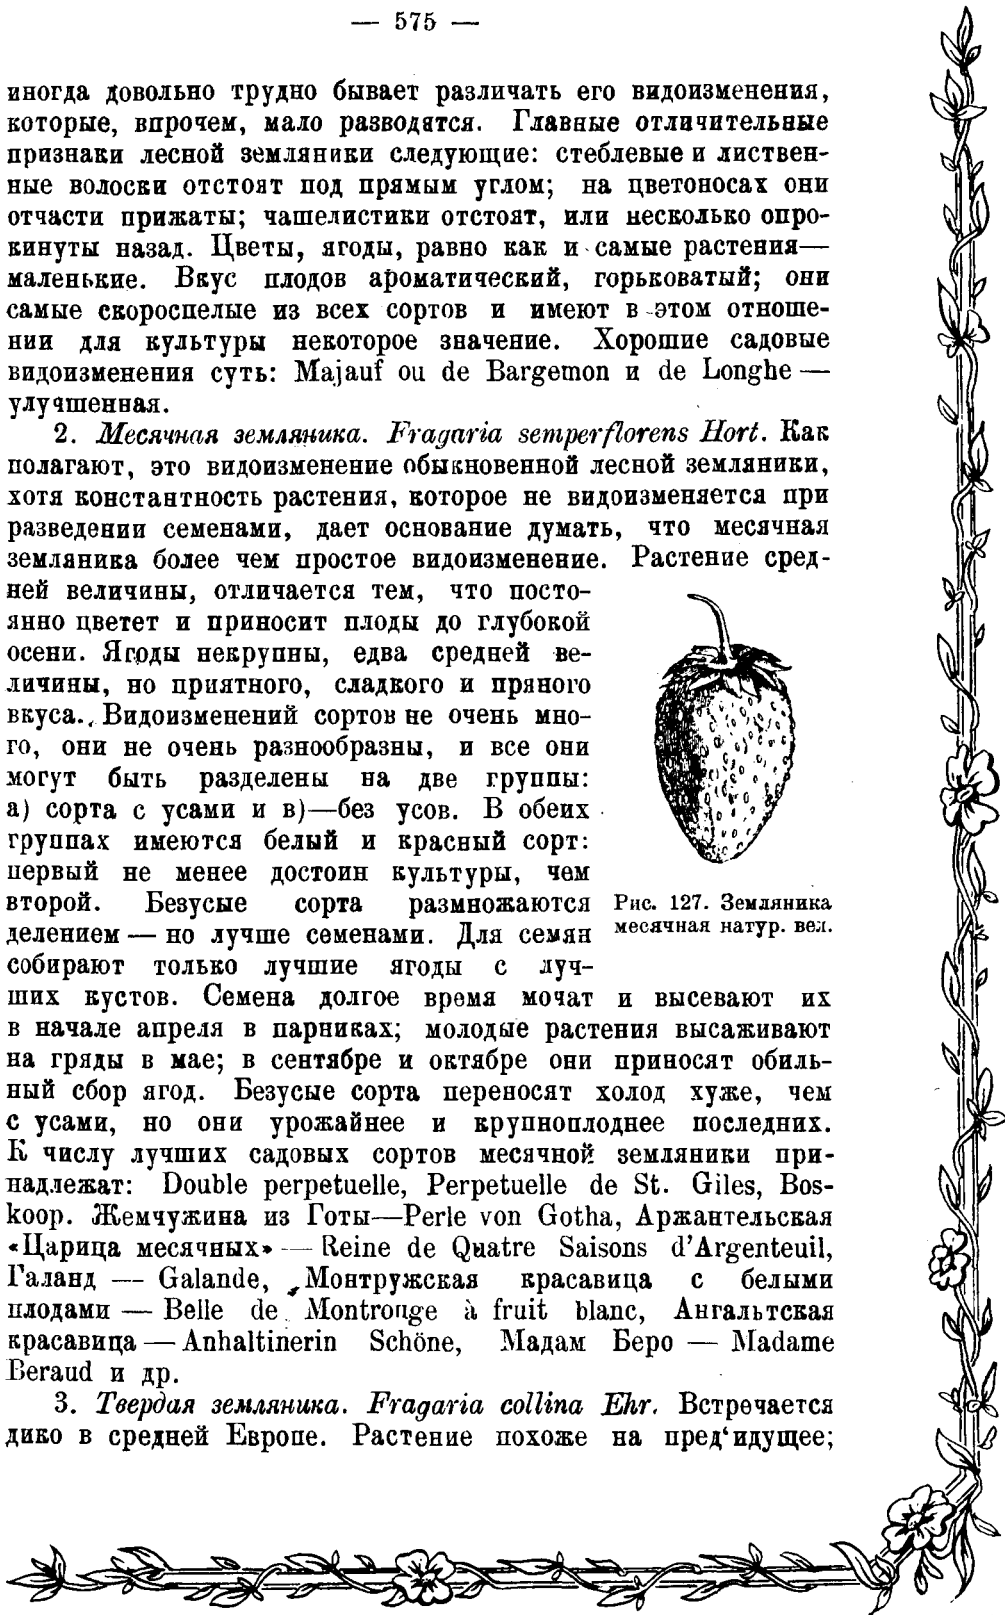 — 575 —
иногда довольно трудно бывает различать его видоизменения,
которые, впрочем, мало разводятся. Главные отличительные
признаки лесной земляники следующие: стеблевые и листвен-
ные волоски отстоят под прямым углом; на цветоносах они
отчасти прижаты; чашелистики отстоят, или несколько опро-
кинуты назад. Цветы, ягоды, равно как и самые растения—
маленькие. Вкус плодов ароматический, горьковатый; они
самые скороспелые из всех сортов и имеют в этом отноше-
нии для культуры некоторое значение. Хорошие садовые
видоизменения суть: Majauf ou de Bargemon и de Longhe —
улучшенная.
2. Месячная земляника. Fragaria semperflorens Hort. Как
полагают, это видоизменение обыкновенной лесной земляники,
хотя константность растения, которое не видоизменяется при
разведении семенами, дает основание думать, что месячная
земляника более чем простое видоизменение. Растение сред-
ней величины, отличается тем, что посто-
янно цветет и приносит плоды до глубокой
осени. Ягоды некрупны, едва средней ве-
личины, но приятного, сладкого и пряного
вкуса. Видоизменений сортов не очень мно-
го, они не очень разнообразны, и все они
могут быть разделены на две группы:
а) сорта с усами и в)—без усов. В обеих
группах имеются белый и красный сорт:
первый не менее достоин культуры, чем
второй. Безусые сорта размножаются
делением — но лучше семенами. Для семян
собирают только лучшие ягоды с луч-
Рис. 127. Земляника
месячная натур. вел.
ших кустов. Семена долгое время мочат и высевают их
в начале апреля в парниках; молодые растения высаживают
на гряды в мае; в сентябре и октябре они приносят обиль-
ный сбор ягод. Безусые сорта переносят холод хуже, чем
с усами, но они урожайнее и крупноплоднее последних.
К числу лучших садовых сортов месячной земляники при-
надлежат: Double perpetuelle, Perpetuelle de St. Giles, Bos-
koop. Жемчужина из Готы—Perle von Gotha, Аржантельская
«Царица месячных» — Reine de Quatre Saisons d’Argenteuil,
Галанд — Galande, Монтружская красавица с белыми
плодами — Belle de Montrouge à fruit blanc, Ангальтская
красавица — Anhaltinerin Schöne, Мадам Беро — Madame
Beraud и др.
3. Твердая земляника. Fragaria collina Ehr. Встречается
дико в средней Европе. Растение похоже на пред‘идущее;